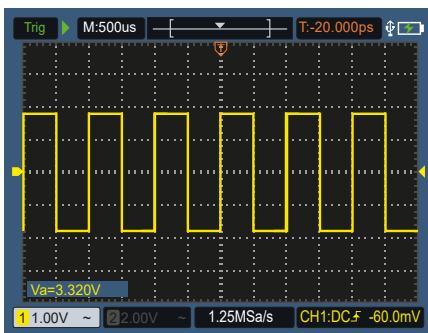 Trig M:500us T:-20.000ps
T
Va=3.320V
1 1.00V ~ 2 2.00V ~ 1.25MSa/s CH1:DC -60.0mV